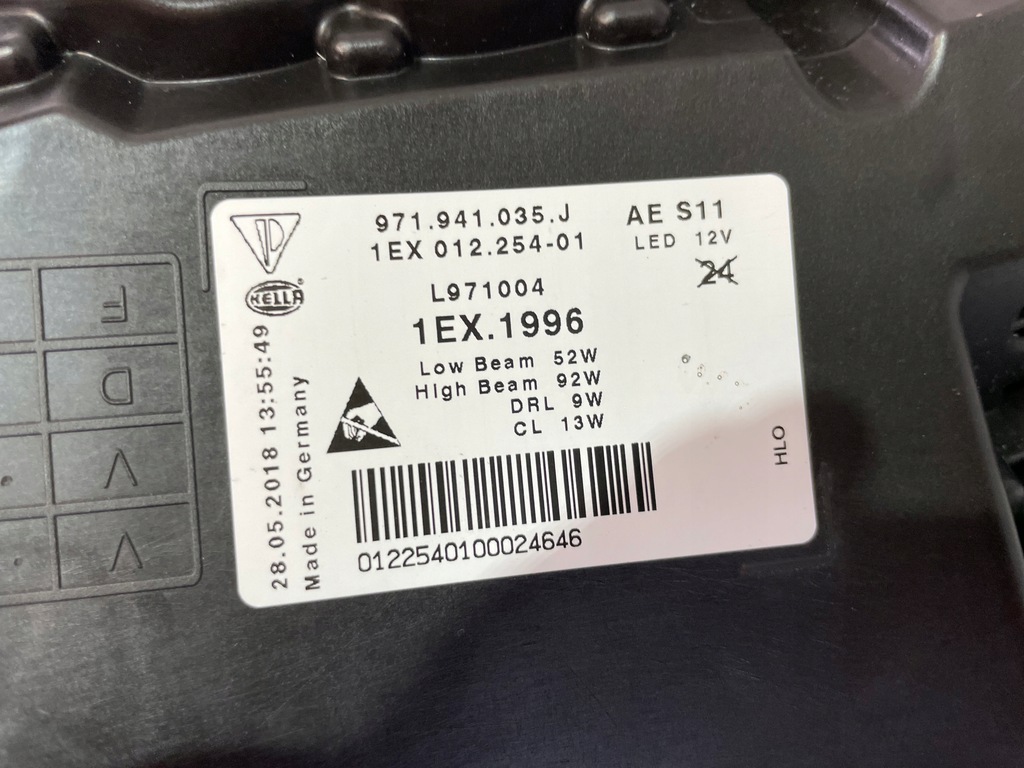 971.941.035.J
1EX 012.254-01
AE S11
LED 12V
24
HELLA
L971004
1EX.1996
Low Beam 52W
High Beam 92W
DRL 9W
CL 13W
28.05.2018 13:55:49
Made in Germany
HLO
0122540100024646
F
D